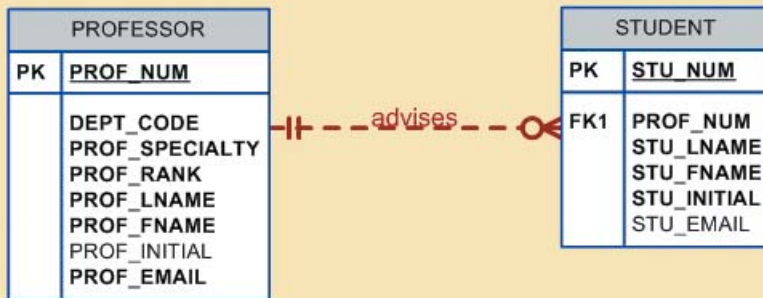 PROFESSOR
PK PROF_NUM
DEPT_CODE
PROF_SPECIALTY
PROF_RANK
PROF_LNAME
PROF_FNAME
PROF_INITIAL
PROF_EMAIL
advises
STUDENT
PK STU_NUM
FK1 PROF_NUM
STU_LNAME
STU_FNAME
STU_INITIAL
STU_EMAIL